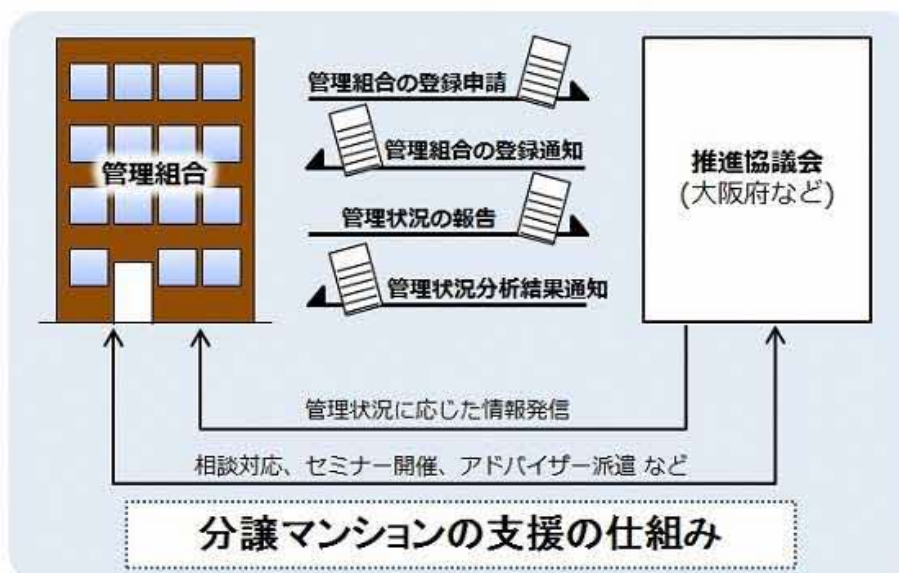 管理組合の登録申請
管理組合の登録通知
管理組合
推進協議会
(大阪府など)
管理状況の報告
管理状況分析結果通知
管理状況に応じた情報発信
相談対応、セミナー開催、アドバイザー派遣 など
分譲マンションの支援の仕組み